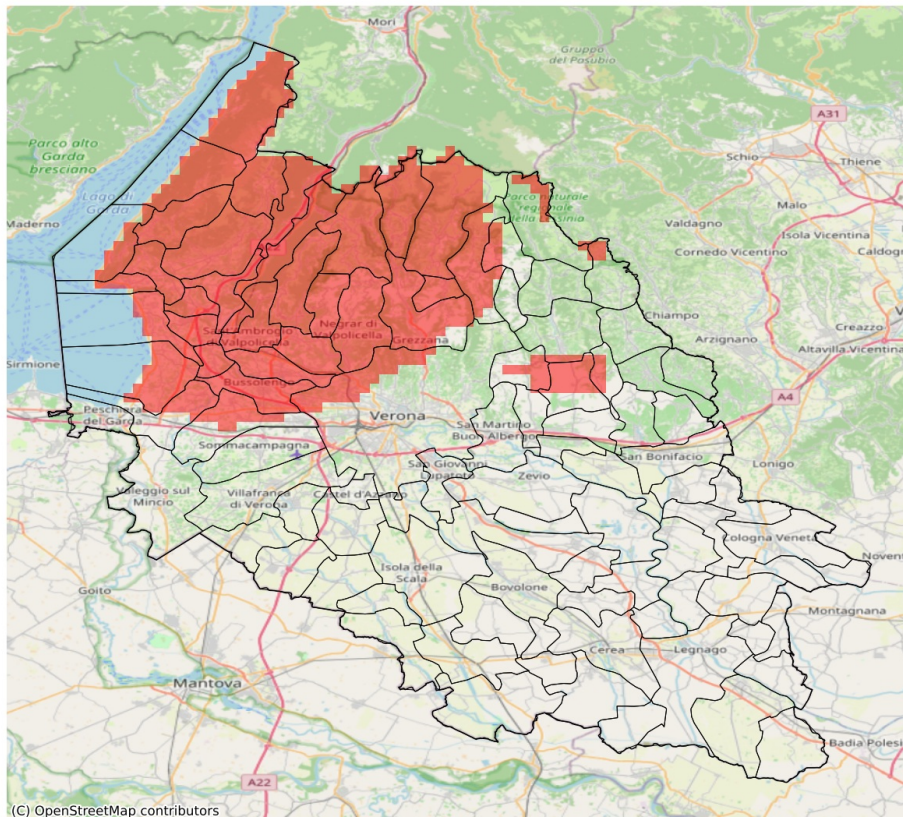 Mori
Gruppo
del Pasubio
A31
Parco alto
Garda
bresciano
Schio
Thiene
Lago di
Garda
Parco naturale
regionale
della Lessinia
Malo
Maderno
Valdagno
Isola Vicentina
Cornedo Vicentino
Caldogn
Chiampo
Sant'Ambrogio
di Valpolicella
Negrar di
Valpolicella
Grezzana
Creazzo
Arzignano
Altavilla Vicentina
Sirmione
Bussolengo
A4
Peschiera
del Garda
Verona
San Martino
Buon Albergo
Sommacampagna
San Bonifacio
Lonigo
San Giovanni
Lupatoto
Zevio
Valeggio sul
Mincio
Villafranca
di Verona
Castel d'Azzano
Cologna Veneta
Noven
Isola della
Scala
Goito
Bovolone
Montagnana
Cerea
Legnago
Mantova
Badia Polesi
A22
(C) OpenStreetMap contributors